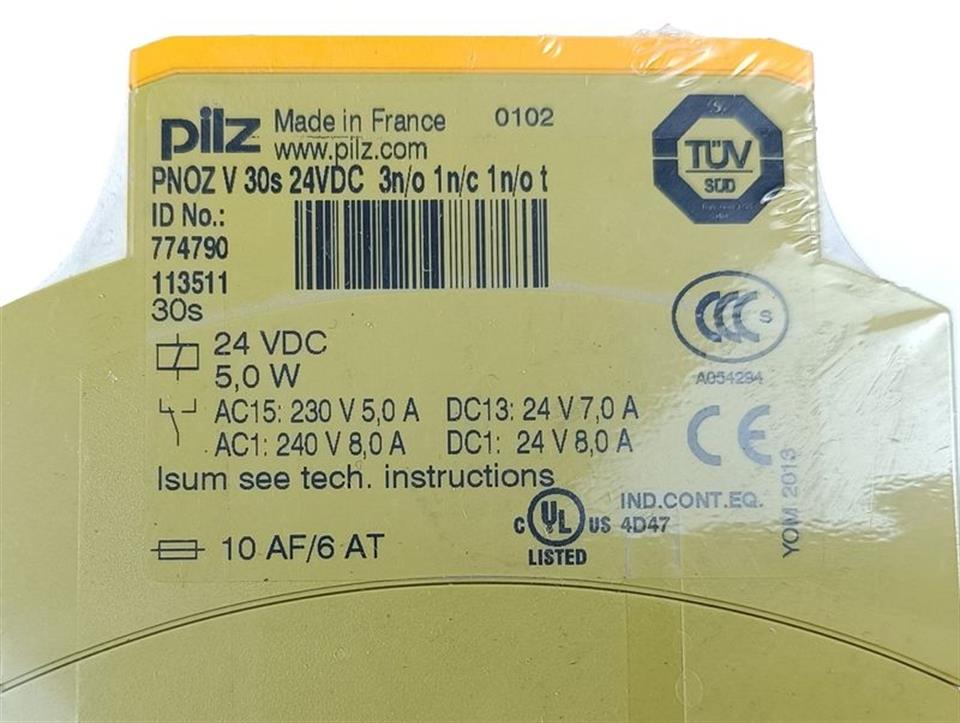 pilz Made in France 0102
www.pilz.com
PNOZ V 30s 24VDC 3n/o 1n/c 1n/o t
ID No.:
774790
113511
30s
24 VDC
5,0 W
AC15: 230 V 5,0 A DC13: 24 V 7,0 A
AC1: 240 V 8,0 A DC1: 24 V 8,0 A
Isum see tech. instructions
10 AF/6 AT
TÜV
SÜD
CCC S
A054294
CE
YOM 2013
IND.CONT.EQ.
C UL US 4D47
LISTED